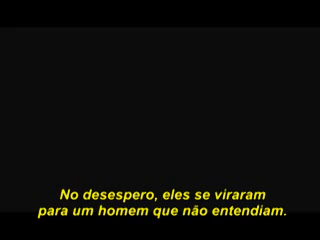 No desespero, eles se viraram
para um homem que não entendiam.